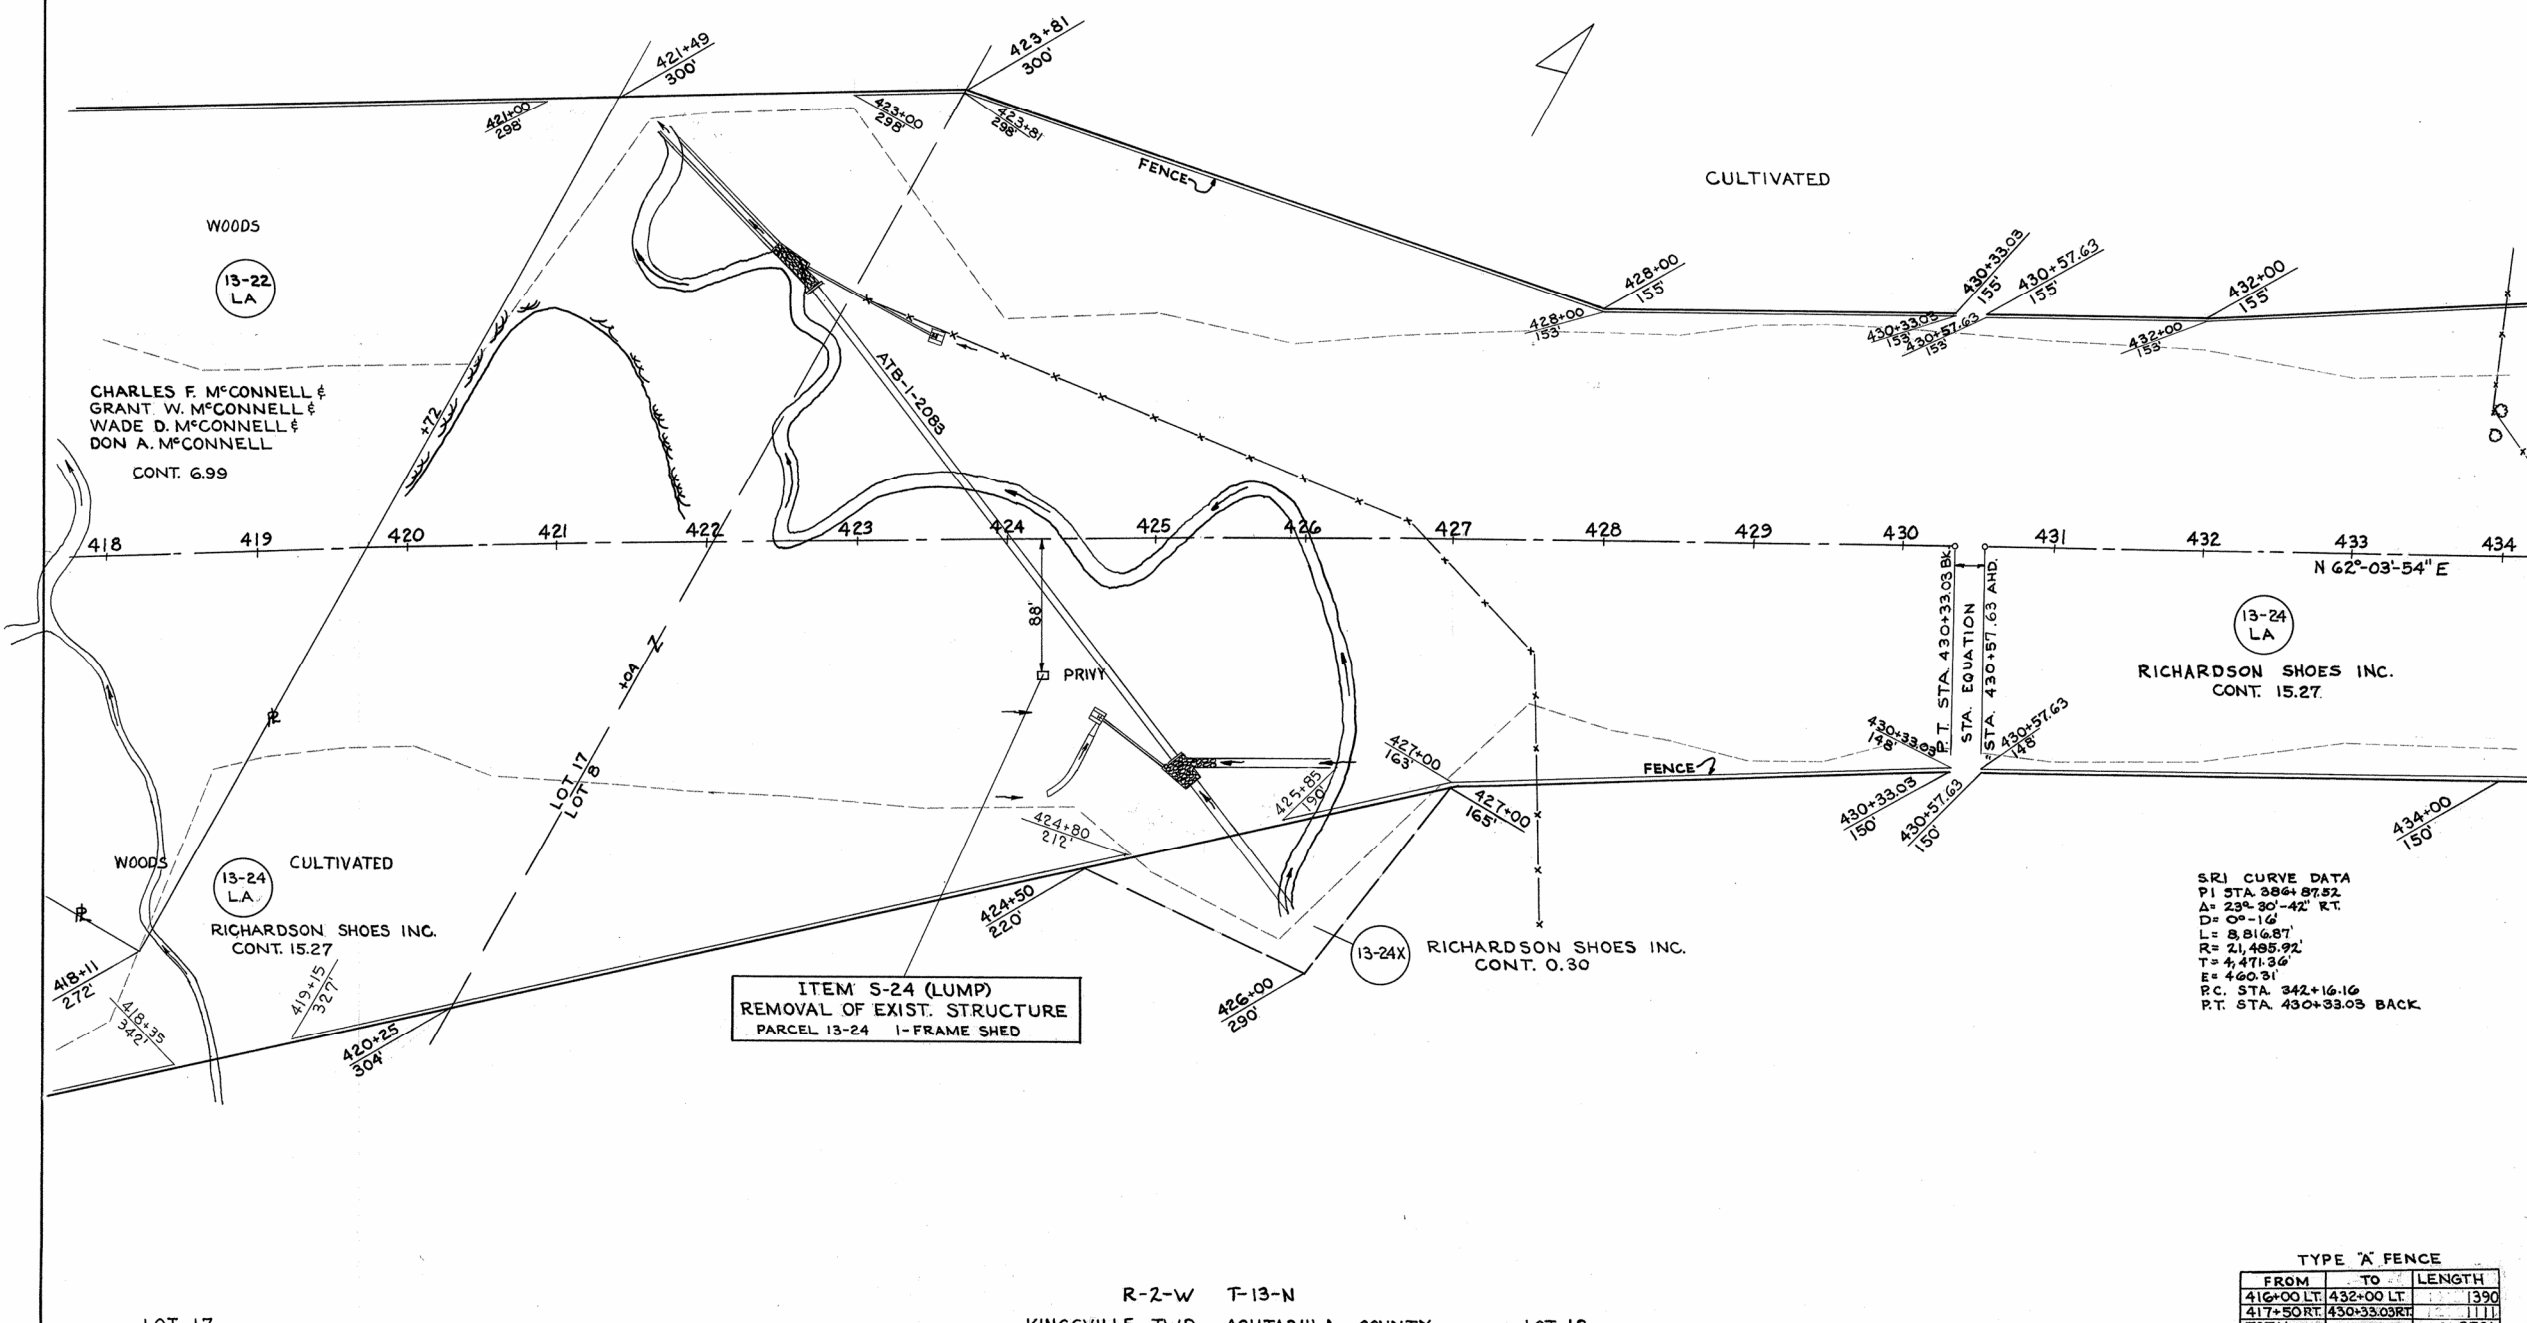 421+49
300'
423+81
300'
421+00
298'
423+00
298'
423+81
298'
FENCE
CULTIVATED
WOODS
13-22
LA
428+00
155'
430+33.03
155'
430+57.63
155'
432+00
155'
428+00
153'
430+33.03
153'
430+57.63
153'
432+00
153'
ATB-1-2083
CHARLES F. McCONNELL &
GRANT W. McCONNELL &
WADE D. McCONNELL &
DON A. McCONNELL
CONT. 6.99
+72
418 419 420 421 422 423 424 425 426 427 428 429 430 431 432 433 434
N 62°-03'-54" E
P.T. STA. 430+33.03 BK.
STA. EQUATION
=STA. 430+57.63 AHD.
88'
PRIVY
13-24
LA
RICHARDSON SHOES INC.
CONT. 15.27
+04
PL
LOT 17
LOT 8
427+00
163'
430+33.03
148'
430+57.63
148'
FENCE
425+85
190'
427+00
165'
430+33.03
150'
430+57.63
150'
434+00
150'
424+80
212'
WOODS
CULTIVATED
13-24
LA
PL
RICHARDSON SHOES INC.
CONT. 15.27
424+50
220'
13-24X
RICHARDSON SHOES INC.
CONT. 0.30
418+11
272'
419+15
327'
418+35
342'
420+25
304'
426+00
290'
ITEM S-24 (LUMP)
REMOVAL OF EXIST. STRUCTURE
PARCEL 13-24 1-FRAME SHED
S.R.1 CURVE DATA
PI STA. 386+87.52
Δ= 23°-30'-42" RT.
D= 0°-16'
L= 8,816.87'
R= 21,485.92'
T= 4,471.36'
E= 460.31'
P.C. STA. 342+16.16
P.T. STA. 430+33.03 BACK
R-2-W T-13-N
TYPE "A" FENCE
FROM TO LENGTH
416+00 LT. 432+00 LT. 1390
417+50 RT. 430+33.03 RT. 1111